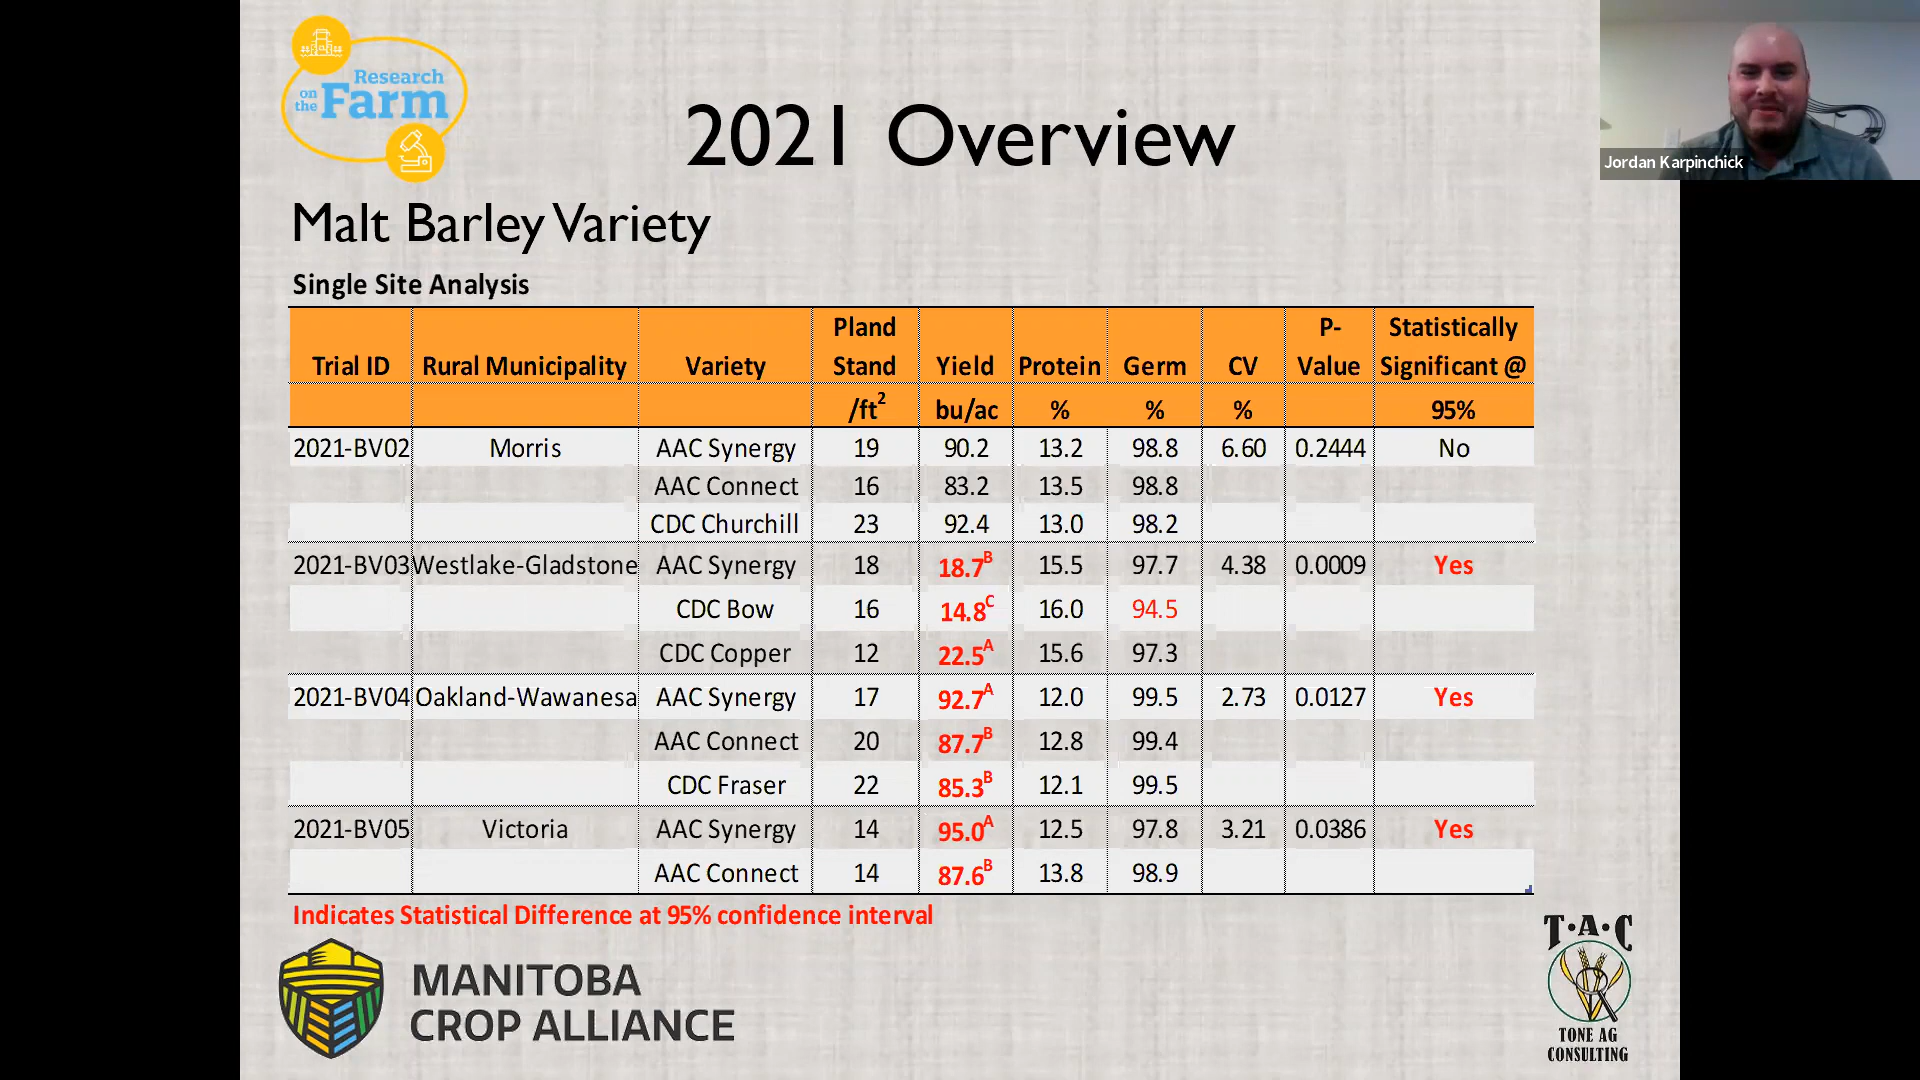 Research
on the Farm
2021 Overview
Jordan Karpinchick
Malt Barley Variety
Single Site Analysis
Trial ID Rural Municipality Variety Pland Stand Yield Protein Germ CV P-Value Statistically Significant @
/ft² bu/ac % % % 95%
2021-BV02 Morris AAC Synergy 19 90.2 13.2 98.8 6.60 0.2444 No
AAC Connect 16 83.2 13.5 98.8
CDC Churchill 23 92.4 13.0 98.2
2021-BV03 Westlake-Gladstone AAC Synergy 18 18.7B 15.5 97.7 4.38 0.0009 Yes
CDC Bow 16 14.8C 16.0 94.5
CDC Copper 12 22.5A 15.6 97.3
2021-BV04 Oakland-Wawanesa AAC Synergy 17 92.7A 12.0 99.5 2.73 0.0127 Yes
AAC Connect 20 87.7B 12.8 99.4
CDC Fraser 22 85.3B 12.1 99.5
2021-BV05 Victoria AAC Synergy 14 95.0A 12.5 97.8 3.21 0.0386 Yes
AAC Connect 14 87.6B 13.8 98.9
Indicates Statistical Difference at 95% confidence interval
MANITOBA
CROP ALLIANCE
T·A·C
TONE AG
CONSULTING